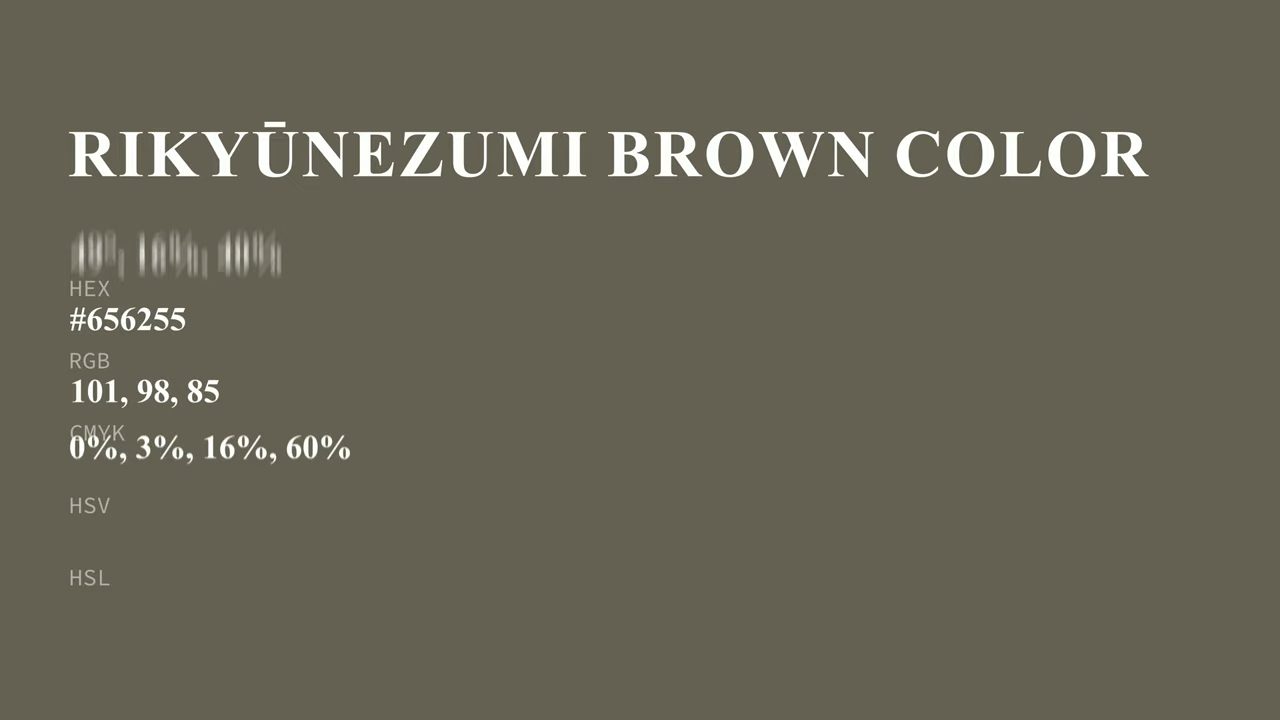 RIKYŪNEZUMI BROWN COLOR
HEX
#656255
RGB
101, 98, 85
CMYK
0%, 3%, 16%, 60%
HSV
HSL